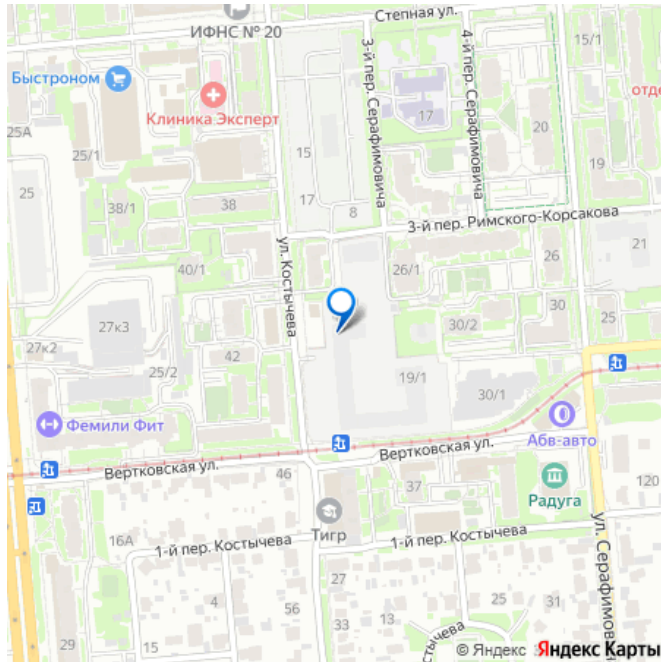 Степная ул.
ИФНС № 20
4-й пер. Серафимовича
15/1
Быстроном
3-й пер. Серафимовича
Клиника Эксперт
отде
17
25А
20
25/1
15
19
25
17
38/1
38
8
3-й пер. Римского-Корсакова
ул. Костычева
21
40/1
26/1
27к3
30
25
30/2
27к2
42
25/2
19/1
30/1
Фемили Фит
Абв-авто
Вертковская ул.
Вертковская ул.
46
37
Радуга
120
Тигр
16А
1-й пер. Костычева
1-й пер. Костычева
ул. Серафимови
27
4
56
25
31
33
13
29
15
стычева
© Яндекс
Яндекс Карты